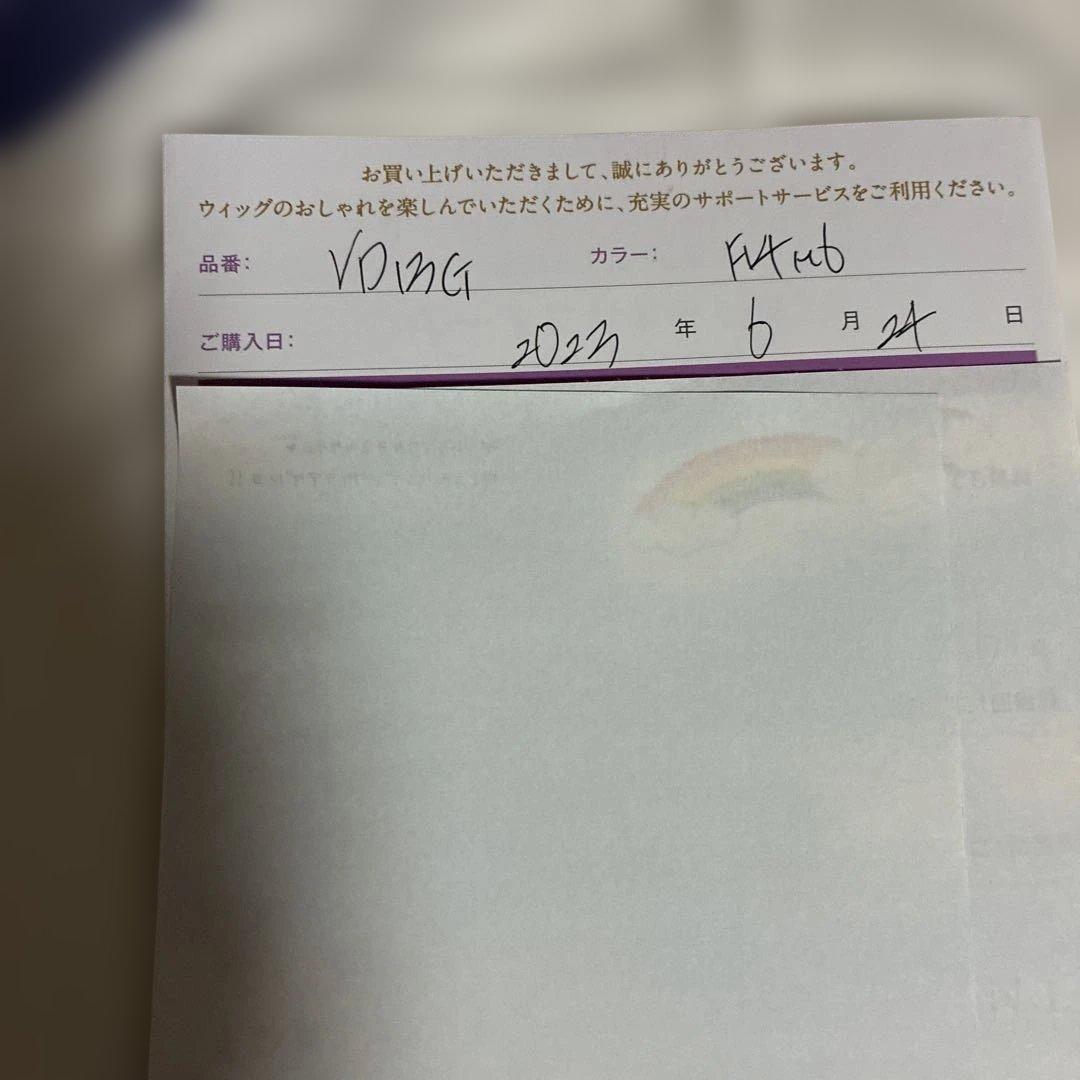 お買い上げいただきまして、誠にありがとうございます。
ウィッグのおしゃれを楽しんでいただくために、充実のサポートサービスをご利用ください。
品番: VD13G カラー:
ご購入日: 2023 年 6 月 24 日